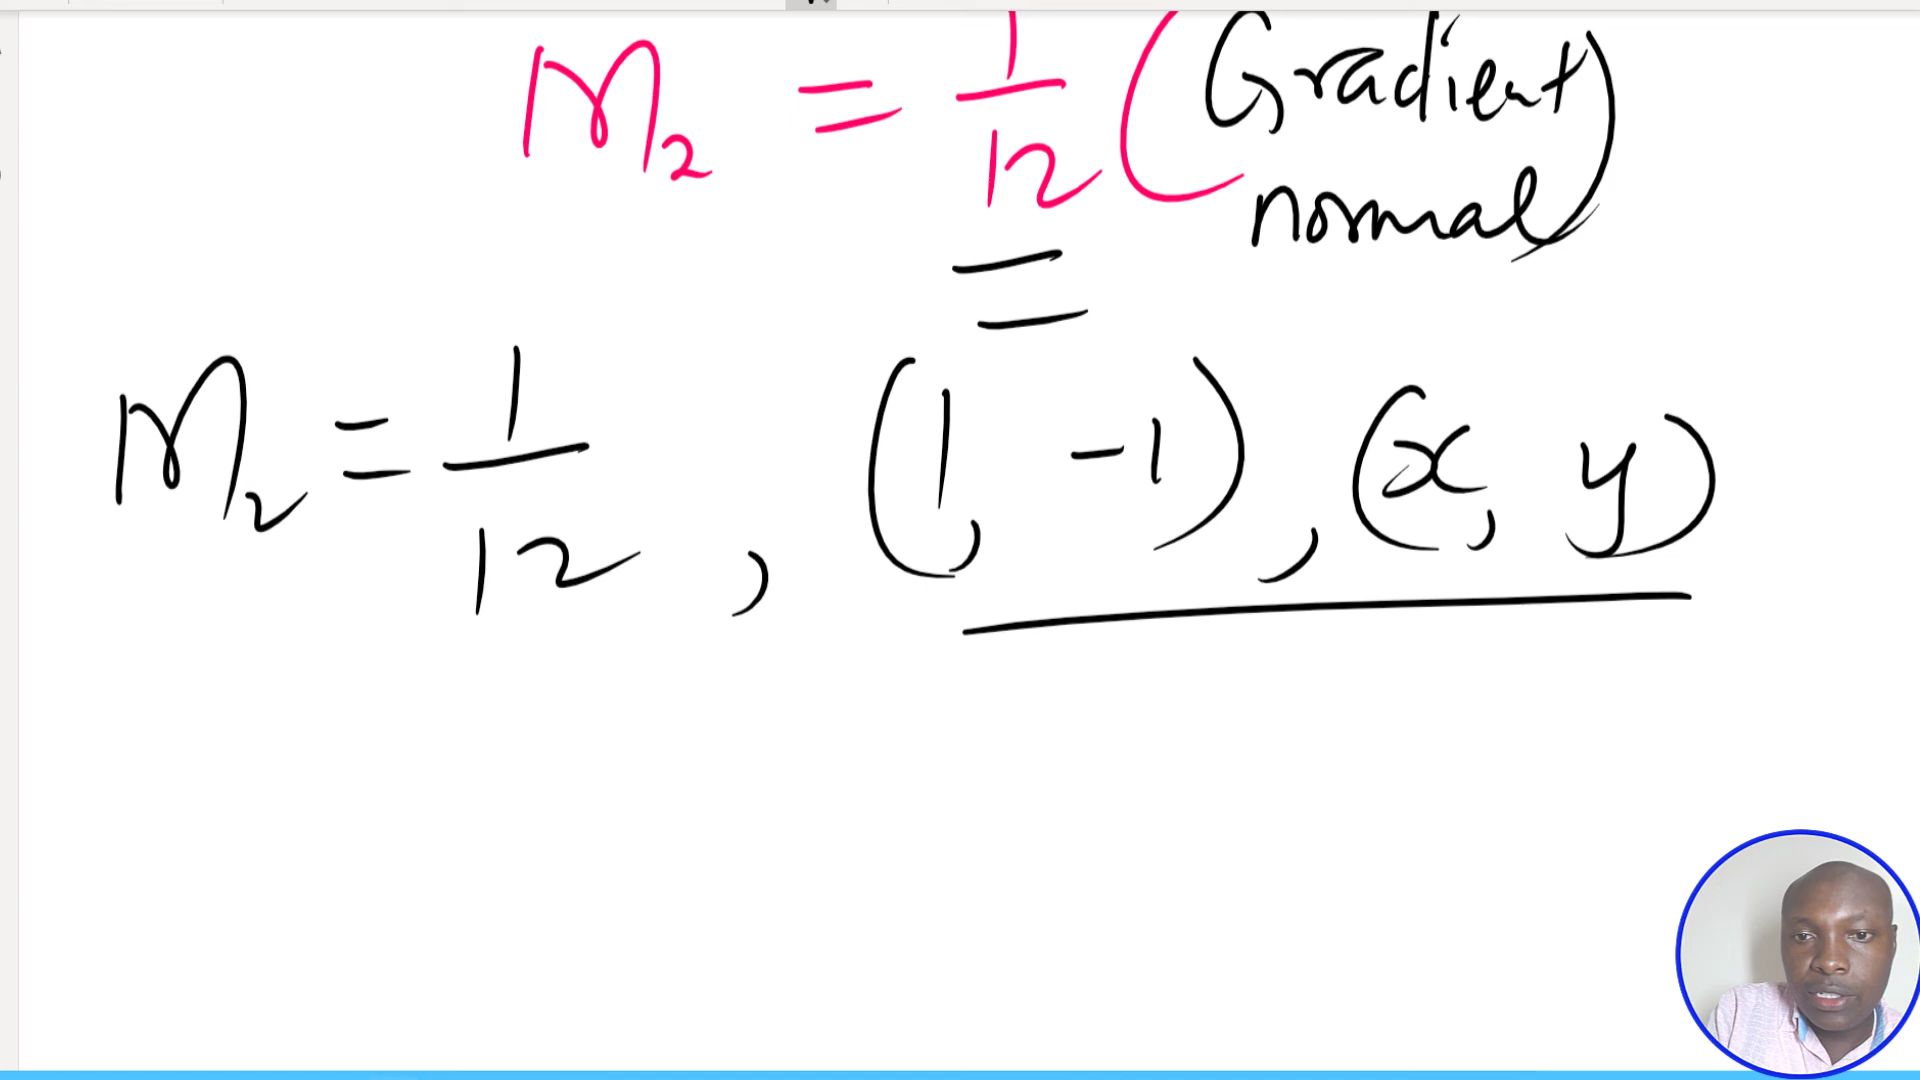 M₂ = 1/12 (Gradient
normal)
M₂ = 1/12 , (1, -1) , (x, y)